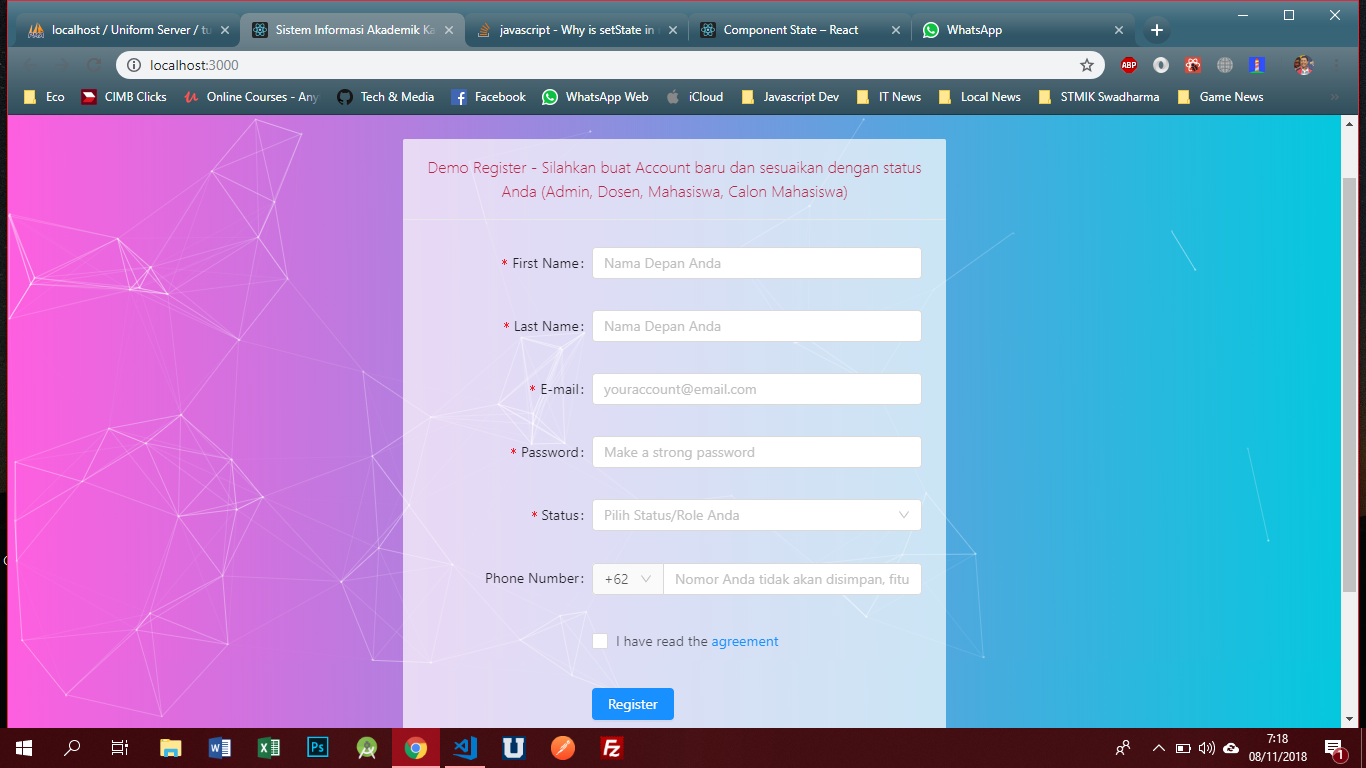 localhost / Uniform Server / tu
Sistem Informasi Akademik Ka
javascript - Why is setState in
Component State – React
WhatsApp
localhost:3000
ABP
Eco
CIMB Clicks
Online Courses - Any
Tech & Media
Facebook
WhatsApp Web
iCloud
Javascript Dev
IT News
Local News
STMIK Swadharma
Game News
Demo Register - Silahkan buat Account baru dan sesuaikan dengan status
Anda (Admin, Dosen, Mahasiswa, Calon Mahasiswa)
* First Name: Nama Depan Anda
* Last Name: Nama Depan Anda
* E-mail: youraccount@email.com
* Password: Make a strong password
* Status: Pilih Status/Role Anda
Phone Number: +62 Nomor Anda tidak akan disimpan, fitu
I have read the agreement
Register
7:18
08/11/2018
1